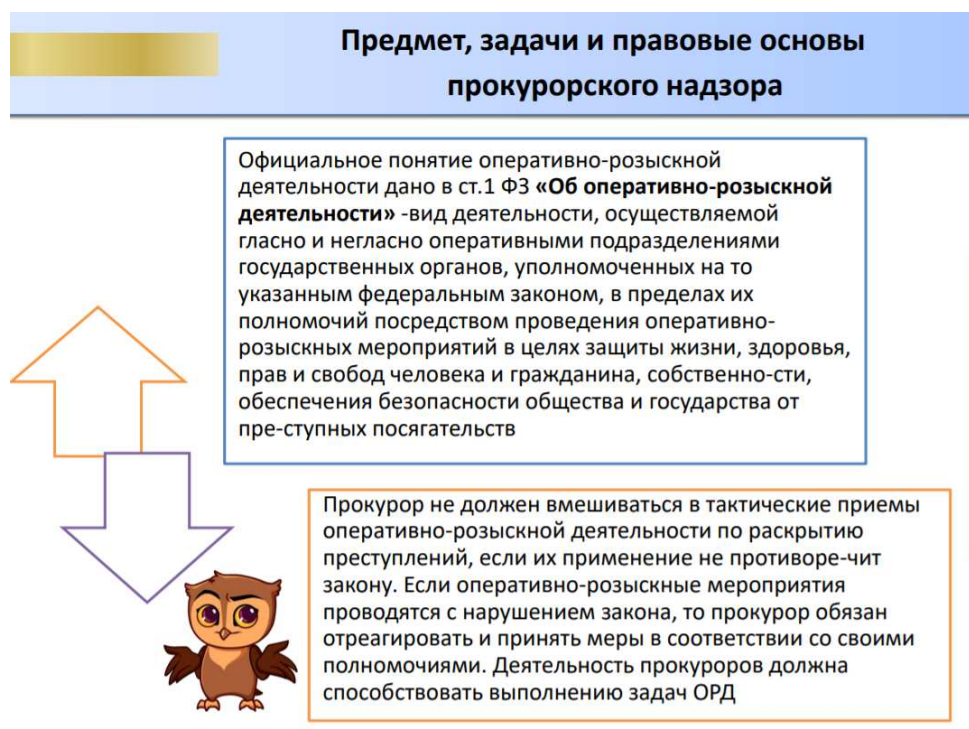 Предмет, задачи и правовые основы
прокурорского надзора
Официальное понятие оперативно-розыскной
деятельности дано в ст.1 ФЗ «Об оперативно-розыскной
деятельности» -вид деятельности, осуществляемой
гласно и негласно оперативными подразделениями
государственных органов, уполномоченных на то
указанным федеральным законом, в пределах их
полномочий посредством проведения оперативно-
розыскных мероприятий в целях защиты жизни, здоровья,
прав и свобод человека и гражданина, собственно-сти,
обеспечения безопасности общества и государства от
пре-ступных посягательств
Прокурор не должен вмешиваться в тактические приемы
оперативно-розыскной деятельности по раскрытию
преступлений, если их применение не противоре-чит
закону. Если оперативно-розыскные мероприятия
проводятся с нарушением закона, то прокурор обязан
отреагировать и принять меры в соответствии со своими
полномочиями. Деятельность прокуроров должна
способствовать выполнению задач ОРД